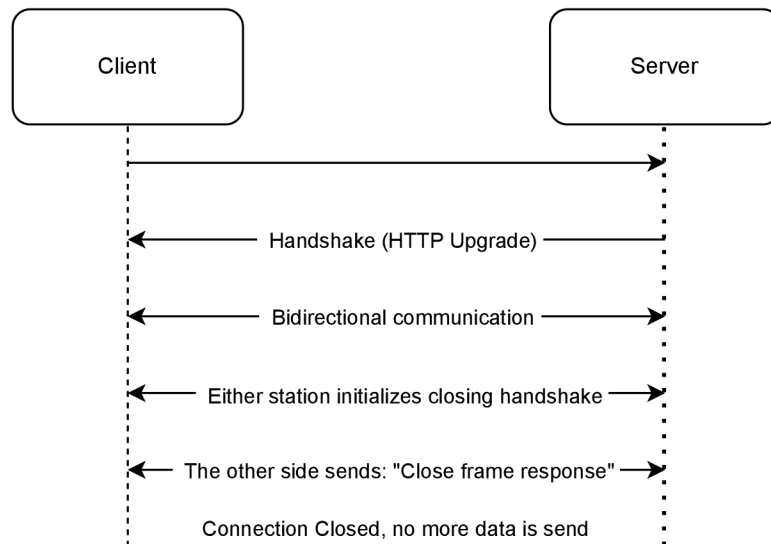 Client
Server
Handshake (HTTP Upgrade)
Bidirectional communication
Either station initializes closing handshake
The other side sends: "Close frame response"
Connection Closed, no more data is send